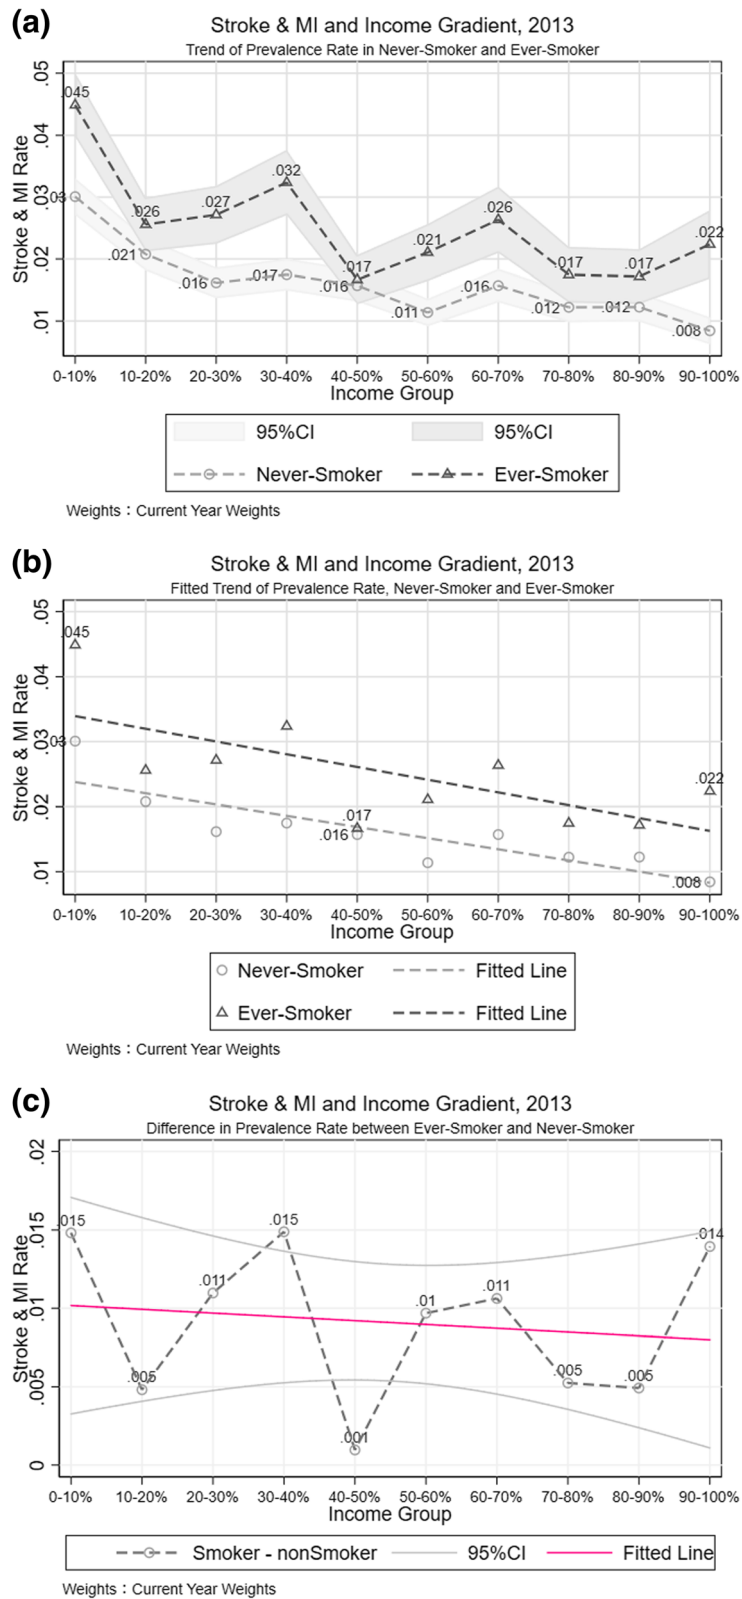 (a)
Stroke & MI and Income Gradient, 2013
Trend of Prevalence Rate in Never-Smoker and Ever-Smoker
Stroke & MI Rate
.05
.04
.03
.02
.01
.045
.026
.027
.032
.017
.021
.026
.017
.017
.022
.03
.021
.016
.017
.016
.011
.016
.012
.012
.008
0-10% 10-20% 20-30% 30-40% 40-50% 50-60% 60-70% 70-80% 80-90% 90-100%
Income Group
95%CI 95%CI
Never-Smoker Ever-Smoker
Weights : Current Year Weights
(b)
Stroke & MI and Income Gradient, 2013
Fitted Trend of Prevalence Rate, Never-Smoker and Ever-Smoker
Stroke & MI Rate
.05
.04
.03
.02
.01
.045
.03
.017
.016
.022
.008
0-10% 10-20% 20-30% 30-40% 40-50% 50-60% 60-70% 70-80% 80-90% 90-100%
Income Group
Never-Smoker Fitted Line
Ever-Smoker Fitted Line
Weights : Current Year Weights
(c)
Stroke & MI and Income Gradient, 2013
Difference in Prevalence Rate between Ever-Smoker and Never-Smoker
Stroke & MI Rate
.02
.015
.01
.005
0
.015
.005
.011
.015
.001
.01
.011
.005
.005
.014
0-10% 10-20% 20-30% 30-40% 40-50% 50-60% 60-70% 70-80% 80-90% 90-100%
Income Group
Smoker - nonSmoker 95%CI Fitted Line
Weights : Current Year Weights